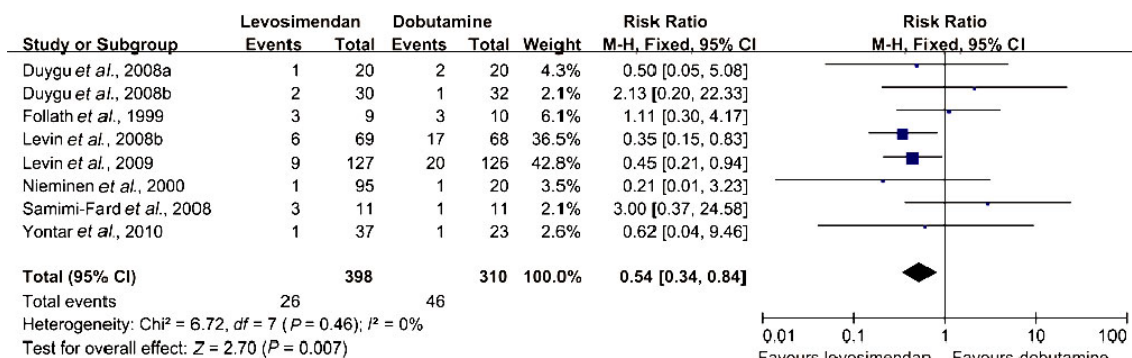 Levosimendan Dobutamine Risk Ratio Risk Ratio
Study or Subgroup Events Total Events Total Weight M-H, Fixed, 95% CI M-H, Fixed, 95% CI
Duygu et al., 2008a 1 20 2 20 4.3% 0.50 [0.05, 5.08]
Duygu et al., 2008b 2 30 1 32 2.1% 2.13 [0.20, 22.33]
Follath et al., 1999 3 9 3 10 6.1% 1.11 [0.30, 4.17]
Levin et al., 2008b 6 69 17 68 36.5% 0.35 [0.15, 0.83]
Levin et al., 2009 9 127 20 126 42.8% 0.45 [0.21, 0.94]
Nieminen et al., 2000 1 95 1 20 3.5% 0.21 [0.01, 3.23]
Samimi-Fard et al., 2008 3 11 1 11 2.1% 3.00 [0.37, 24.58]
Yontar et al., 2010 1 37 1 23 2.6% 0.62 [0.04, 9.46]
Total (95% CI) 398 310 100.0% 0.54 [0.34, 0.84]
Total events 26 46
Heterogeneity: Chi² = 6.72, df = 7 (P = 0.46); I² = 0%
Test for overall effect: Z = 2.70 (P = 0.007)
0.01 0.1 1 10 100
Favours levosimendan Favours dobutamine